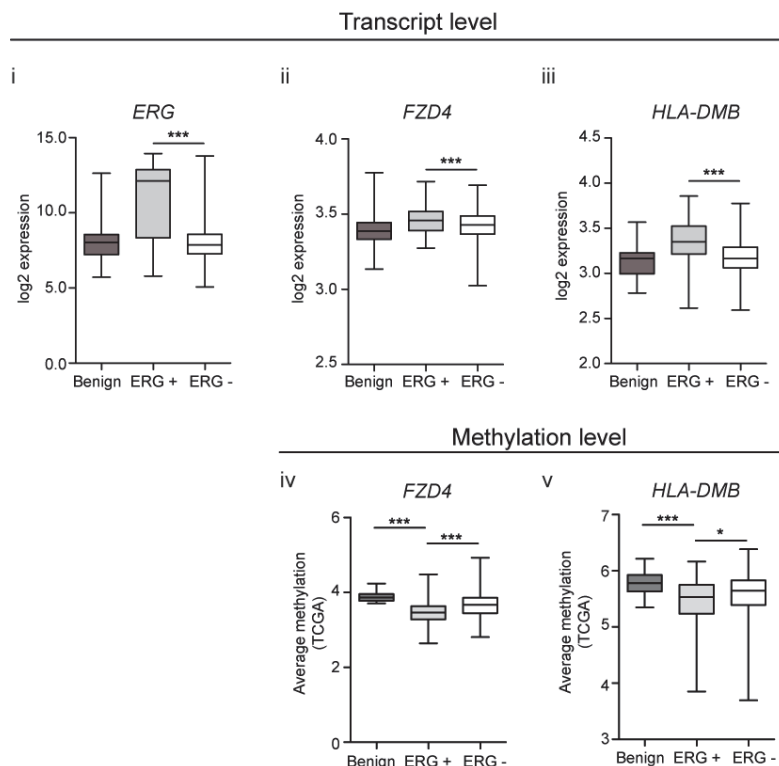 Transcript level
i
ERG
log2 expression
15.0
10.0
5.0
0.0
***
Benign ERG + ERG -
ii
FZD4
4.0
3.5
3.0
2.5
***
Benign ERG + ERG -
iii
HLA-DMB
log2 expression
4.5
4.0
3.5
3.0
2.5
2.0
***
Benign ERG + ERG -
Methylation level
iv
FZD4
Average methylation
(TCGA)
6
4
2
0
*** ***
Benign ERG + ERG -
v
HLA-DMB
Average methylation
(TCGA)
7
6
5
4
3
*** *
Benign ERG + ERG -